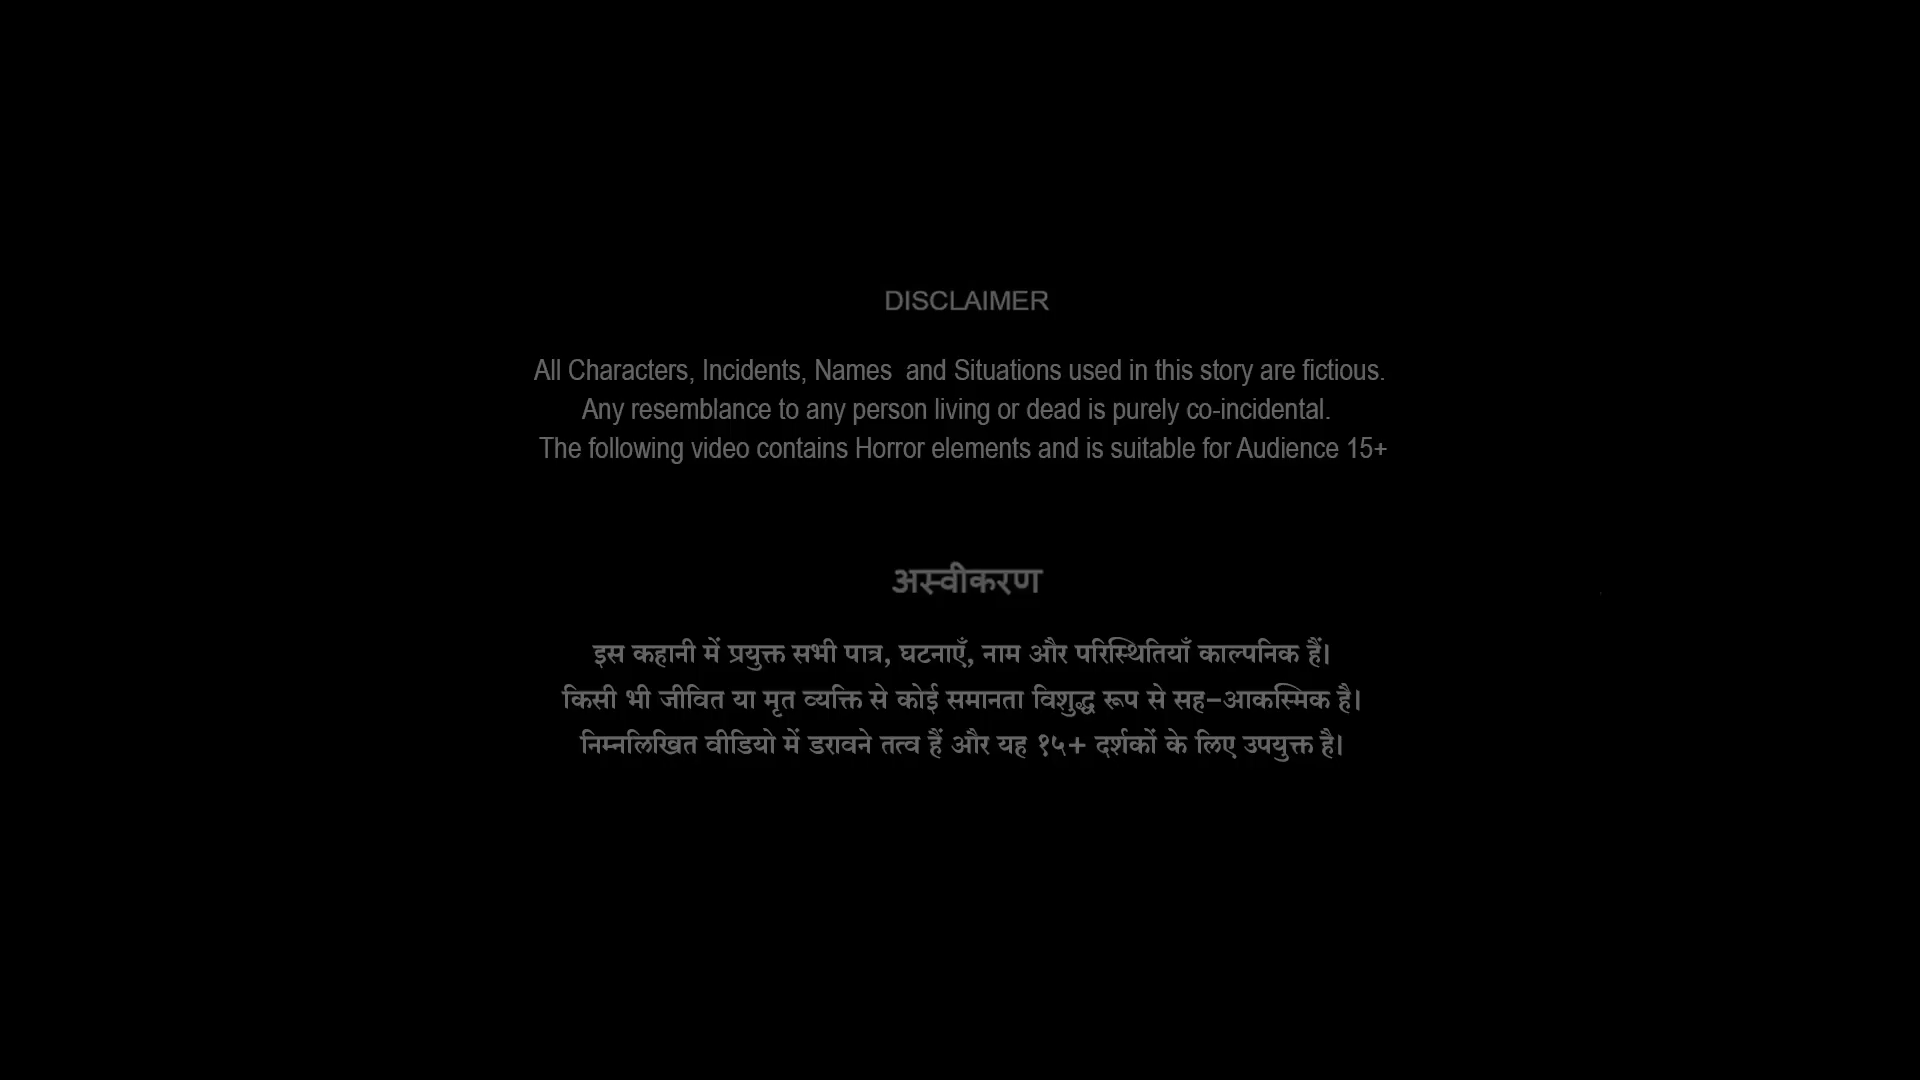 DISCLAIMER
All Characters, Incidents, Names and Situations used in this story are fictious.
Any resemblance to any person living or dead is purely co-incidental.
The following video contains Horror elements and is suitable for Audience 15+
अस्वीकरण
इस कहानी में प्रयुक्त सभी पात्र, घटनाएँ, नाम और परिस्थितियाँ काल्पनिक हैं।
किसी भी जीवित या मृत व्यक्ति से कोई समानता विशुद्ध रूप से सह-आकस्मिक है।
निम्नलिखित वीडियो में डरावने तत्व हैं और यह १५+ दर्शकों के लिए उपयुक्त है।